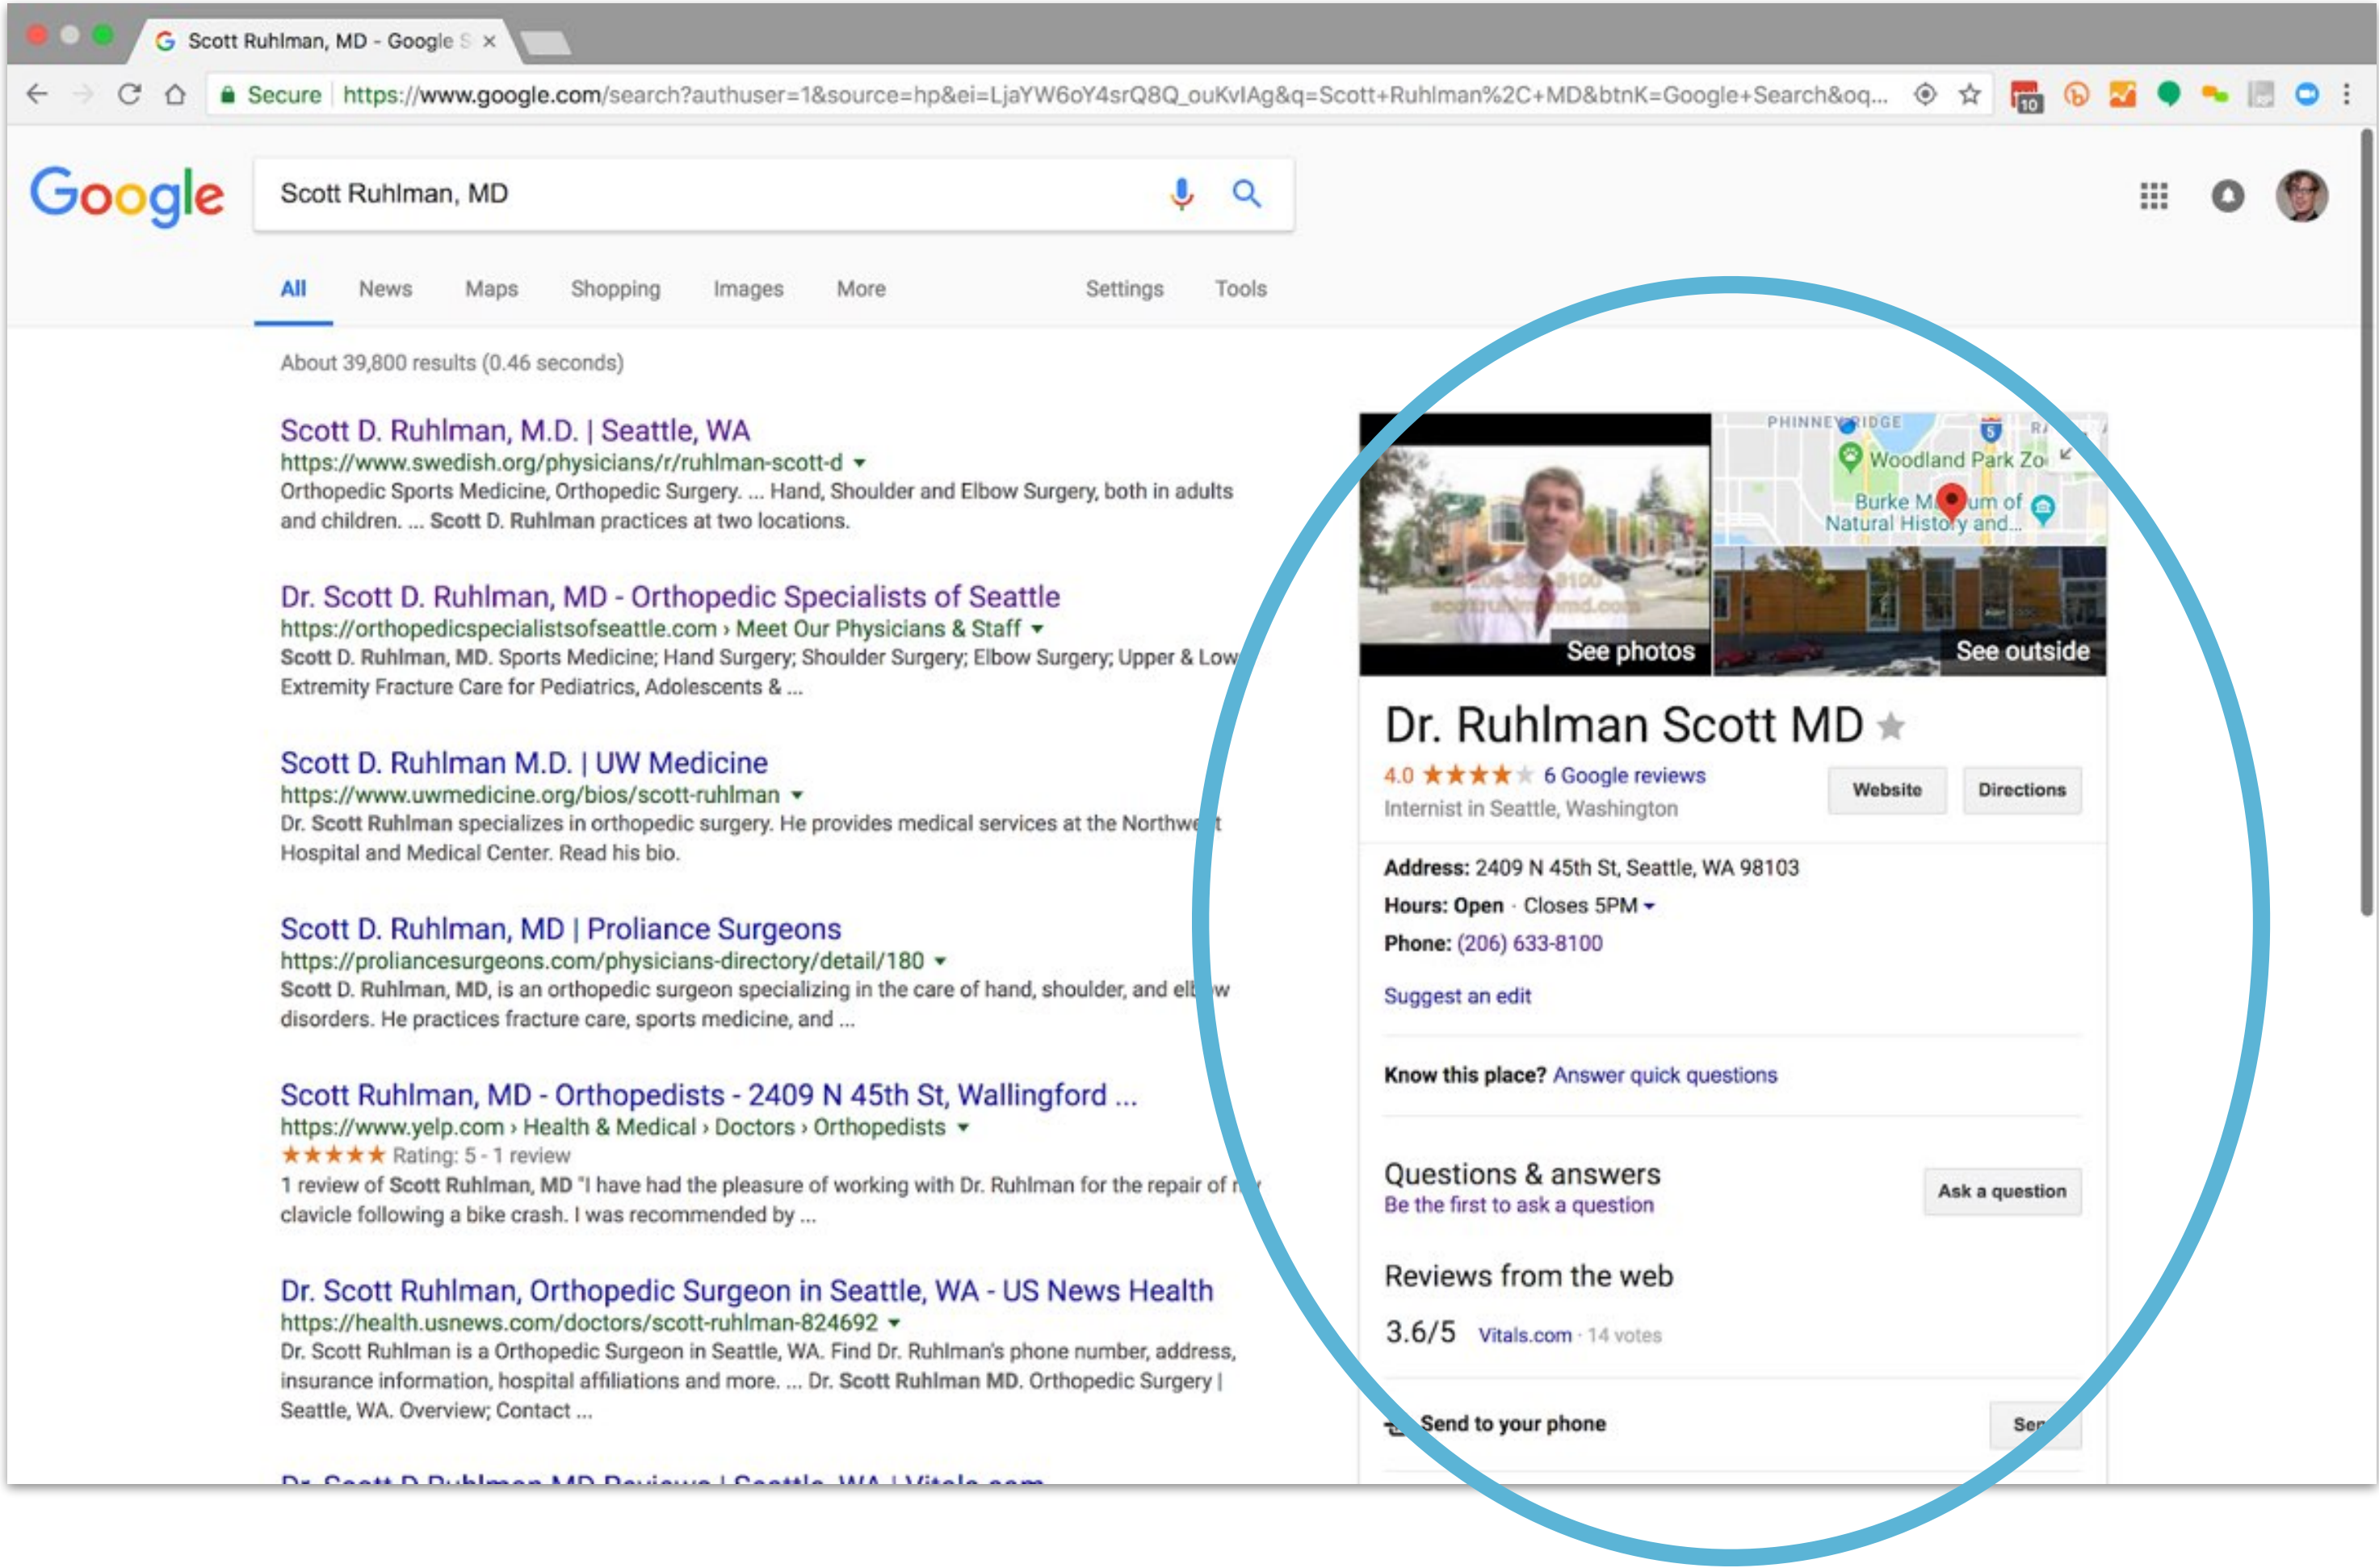 Scott Ruhlman, MD - Google S
Secure https://www.google.com/search?authuser=1&source=hp&ei=LjaYW6oY4srQ8Q_ouKvIAg&q=Scott+Ruhlman%2C+MD&btnK=Google+Search&oq...
10
Google
Scott Ruhlman, MD
All News Maps Shopping Images More Settings Tools
About 39,800 results (0.46 seconds)
Scott D. Ruhlman, M.D. | Seattle, WA
https://www.swedish.org/physicians/r/ruhlman-scott-d
Orthopedic Sports Medicine, Orthopedic Surgery. ... Hand, Shoulder and Elbow Surgery, both in adults
and children. ... Scott D. Ruhlman practices at two locations.
Dr. Scott D. Ruhlman, MD - Orthopedic Specialists of Seattle
https://orthopedicspecialistsofseattle.com › Meet Our Physicians & Staff
Scott D. Ruhlman, MD. Sports Medicine; Hand Surgery; Shoulder Surgery; Elbow Surgery; Upper & Low
Extremity Fracture Care for Pediatrics, Adolescents & ...
Scott D. Ruhlman M.D. | UW Medicine
https://www.uwmedicine.org/bios/scott-ruhlman
Dr. Scott Ruhlman specializes in orthopedic surgery. He provides medical services at the Northwest
Hospital and Medical Center. Read his bio.
Scott D. Ruhlman, MD | Proliance Surgeons
https://proliancesurgeons.com/physicians-directory/detail/180
Scott D. Ruhlman, MD, is an orthopedic surgeon specializing in the care of hand, shoulder, and elbow
disorders. He practices fracture care, sports medicine, and ...
Scott Ruhlman, MD - Orthopedists - 2409 N 45th St, Wallingford ...
https://www.yelp.com › Health & Medical › Doctors › Orthopedists
★★★★★ Rating: 5 - 1 review
1 review of Scott Ruhlman, MD "I have had the pleasure of working with Dr. Ruhlman for the repair of my
clavicle following a bike crash. I was recommended by ...
Dr. Scott Ruhlman, Orthopedic Surgeon in Seattle, WA - US News Health
https://health.usnews.com/doctors/scott-ruhlman-824692
Dr. Scott Ruhlman is a Orthopedic Surgeon in Seattle, WA. Find Dr. Ruhlman's phone number, address,
insurance information, hospital affiliations and more. ... Dr. Scott Ruhlman MD. Orthopedic Surgery |
Seattle, WA. Overview; Contact ...
Dr. Scott D Ruhlman MD Reviews | Seattle, WA | Vitals.com
PHINNEY RIDGE
5
Woodland Park Zo
Burke Museum of
Natural History and...
See photos
See outside
Dr. Ruhlman Scott MD
4.0 ★★★★★ 6 Google reviews
Internist in Seattle, Washington
Website Directions
Address: 2409 N 45th St, Seattle, WA 98103
Hours: Open · Closes 5PM
Phone: (206) 633-8100
Suggest an edit
Know this place? Answer quick questions
Questions & answers
Be the first to ask a question
Ask a question
Reviews from the web
3.6/5 Vitals.com · 14 votes
Send to your phone